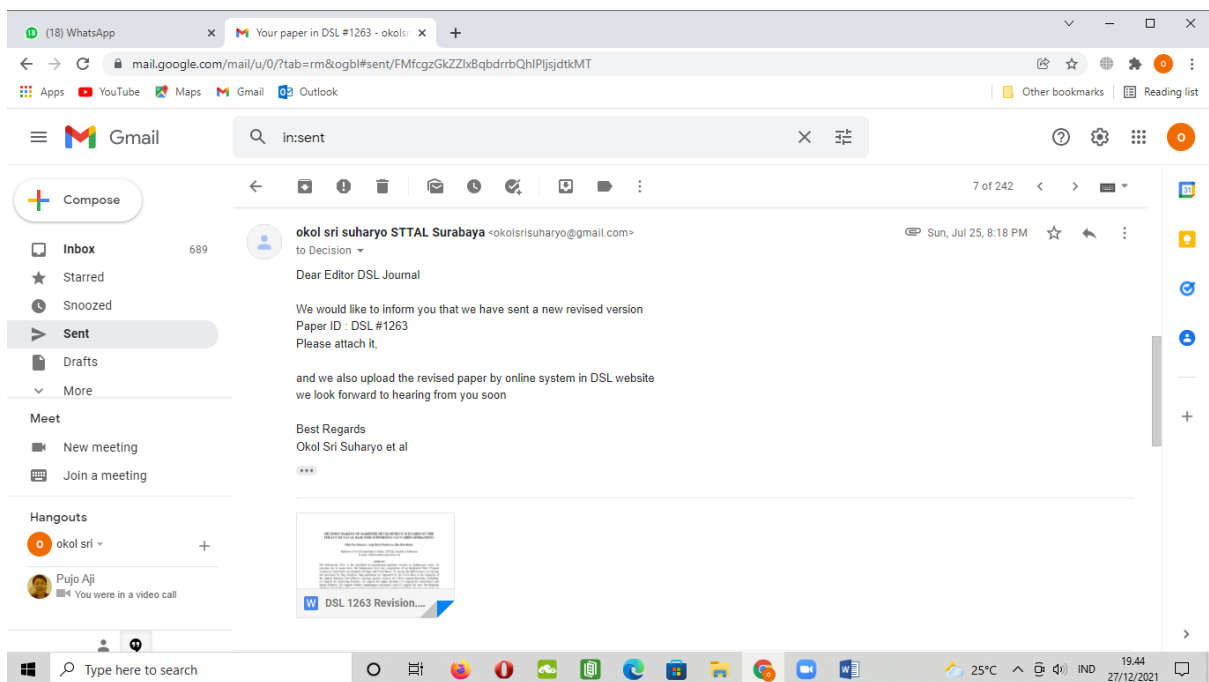 (18) WhatsApp
Your paper in DSL #1263 - okolsr
mail.google.com/mail/u/0/?tab=rm&ogbl#sent/FMfcgzGkZZIxBqbdrrbQhIPljsjdtkMT
Apps YouTube Maps Gmail Outlook Other bookmarks Reading list
Gmail
in:sent
Compose
7 of 242
31
Inbox 689
Starred
Snoozed
Sent
Drafts
More
Meet
New meeting
Join a meeting
Hangouts
okol sri
Pujo Aji
You were in a video call
okol sri suharyo STTAL Surabaya <okolsrisuharyo@gmail.com>
Sun, Jul 25, 8:18 PM
to Decision
Dear Editor DSL Journal
We would like to inform you that we have sent a new revised version
Paper ID : DSL #1263
Please attach it,
and we also upload the revised paper by online system in DSL website
we look forward to hearing from you soon
Best Regards
Okol Sri Suharyo et al
W DSL 1263 Revision....
Type here to search
25°C
IND
19.44
27/12/2021